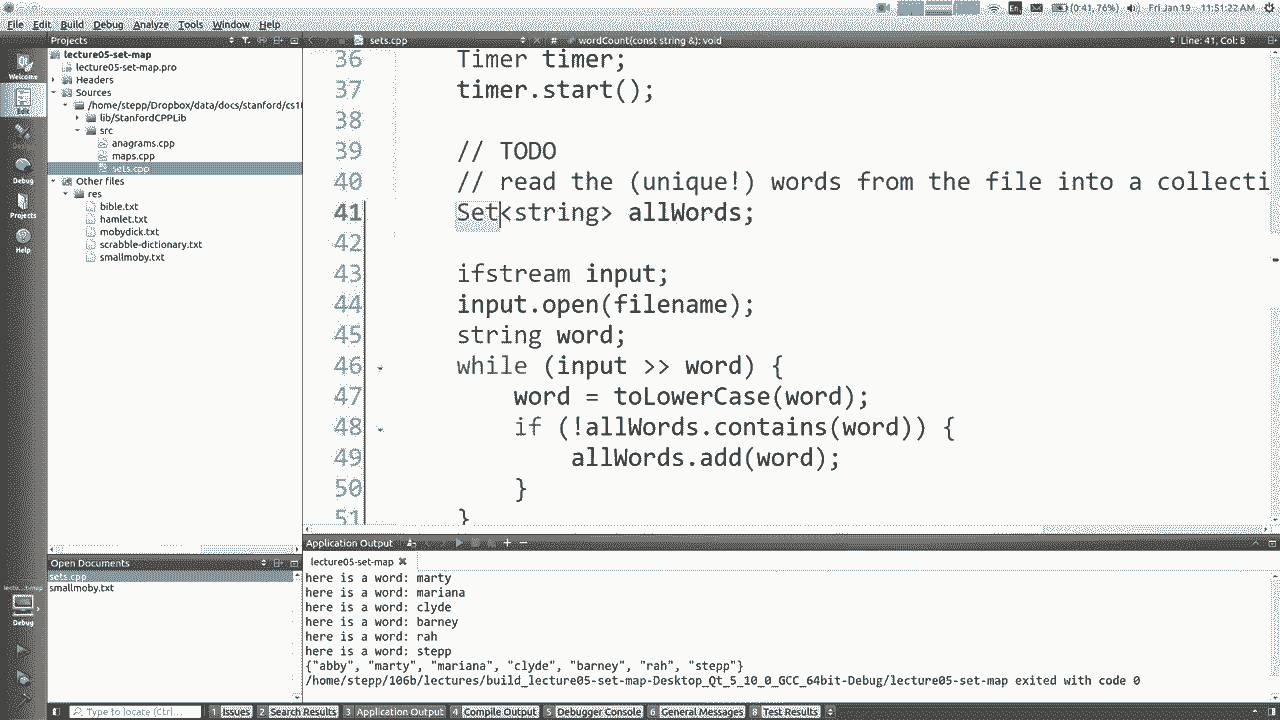 File Edit Build Debug Analyze Tools Window Help
En
(0:41, 76%)
Fri Jan 19 11:51:22 AM
Projects
sets.cpp
# wordCount(const string &): void
Line: 41, Col: 8
Welcome
Edit
Debug
Projects
Help
lecture05-set-map
lecture05-set-map.pro
Headers
Sources
/home/stepp/Dropbox/data/docs/stanford/cs1
lib/StanfordCPPLib
src
anagrams.cpp
maps.cpp
sets.cpp
Other files
res
bible.txt
hamlet.txt
mobydick.txt
scrabble-dictionary.txt
smallmoby.txt
36 Timer timer;
37 timer.start();
38
39 // TODO
40 // read the (unique!) words from the file into a collecti
41 Set<string> allWords;
42
43 ifstream input;
44 input.open(filename);
45 string word;
46 while (input >> word) {
47 word = toLowerCase(word);
48 if (!allWords.contains(word)) {
49 allWords.add(word);
50 }
51 }
Open Documents
sets.cpp
smallmoby.txt
Debug
Application Output
lecture05-set-map
here is a word: marty
here is a word: mariana
here is a word: clyde
here is a word: barney
here is a word: rah
here is a word: stepp
{"abby", "marty", "mariana", "clyde", "barney", "rah", "stepp"}
/home/stepp/106b/lectures/build_lecture05-set-map-Desktop_Qt_5_10_0_GCC_64bit-Debug/lecture05-set-map exited with code 0
Type to locate (Ctrl...
1 Issues
2 Search Results
3 Application Output
4 Compile Output
5 Debugger Console
6 General Messages
8 Test Results